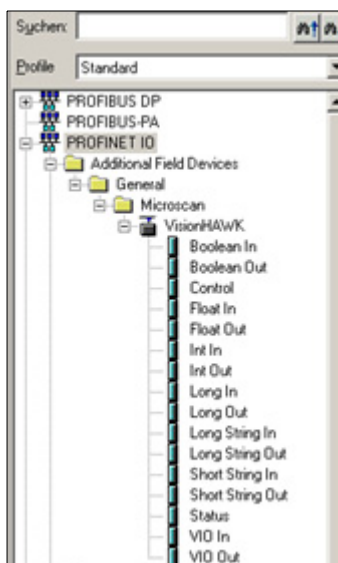 Suchen:
Profile Standard
PROFIBUS DP
PROFIBUS-PA
PROFINET IO
Additional Field Devices
General
Microscan
VisionHAWK
Boolean In
Boolean Out
Control
Float In
Float Out
Int In
Int Out
Long In
Long Out
Long String In
Long String Out
Short String In
Short String Out
Status
VIO In
VIO Out